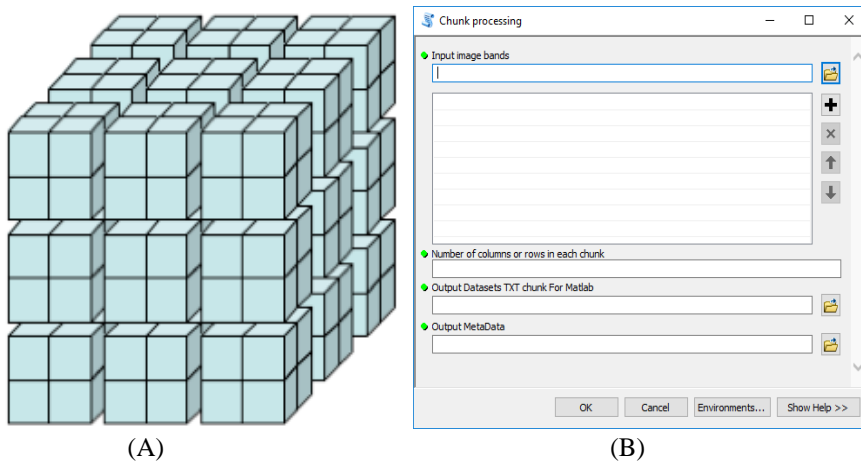 Chunk processing
Input image bands
Number of columns or rows in each chunk
Output Datasets TXT chunk For Matlab
Output MetaData
OK Cancel Environments... Show Help >>
(A) (B)